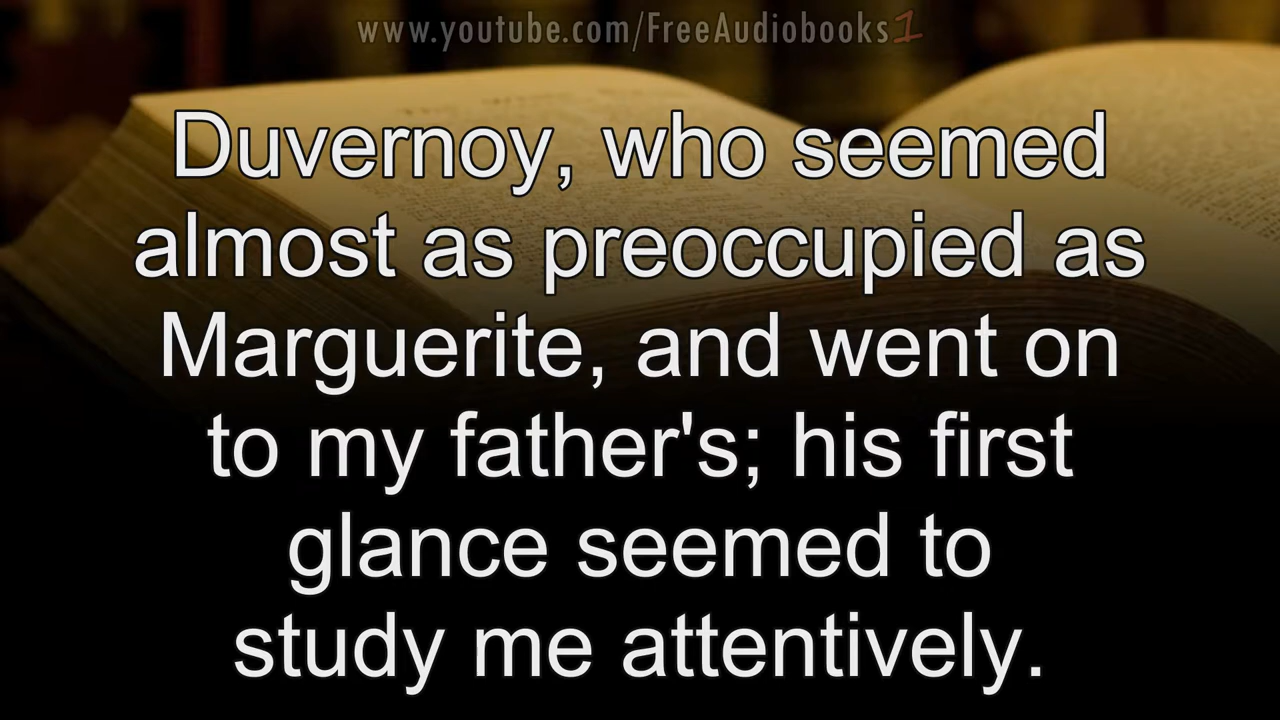 www.youtube.com/FreeAudiobooks1
Duvernoy, who seemed
almost as preoccupied as
Marguerite, and went on
to my father's; his first
glance seemed to
study me attentively.